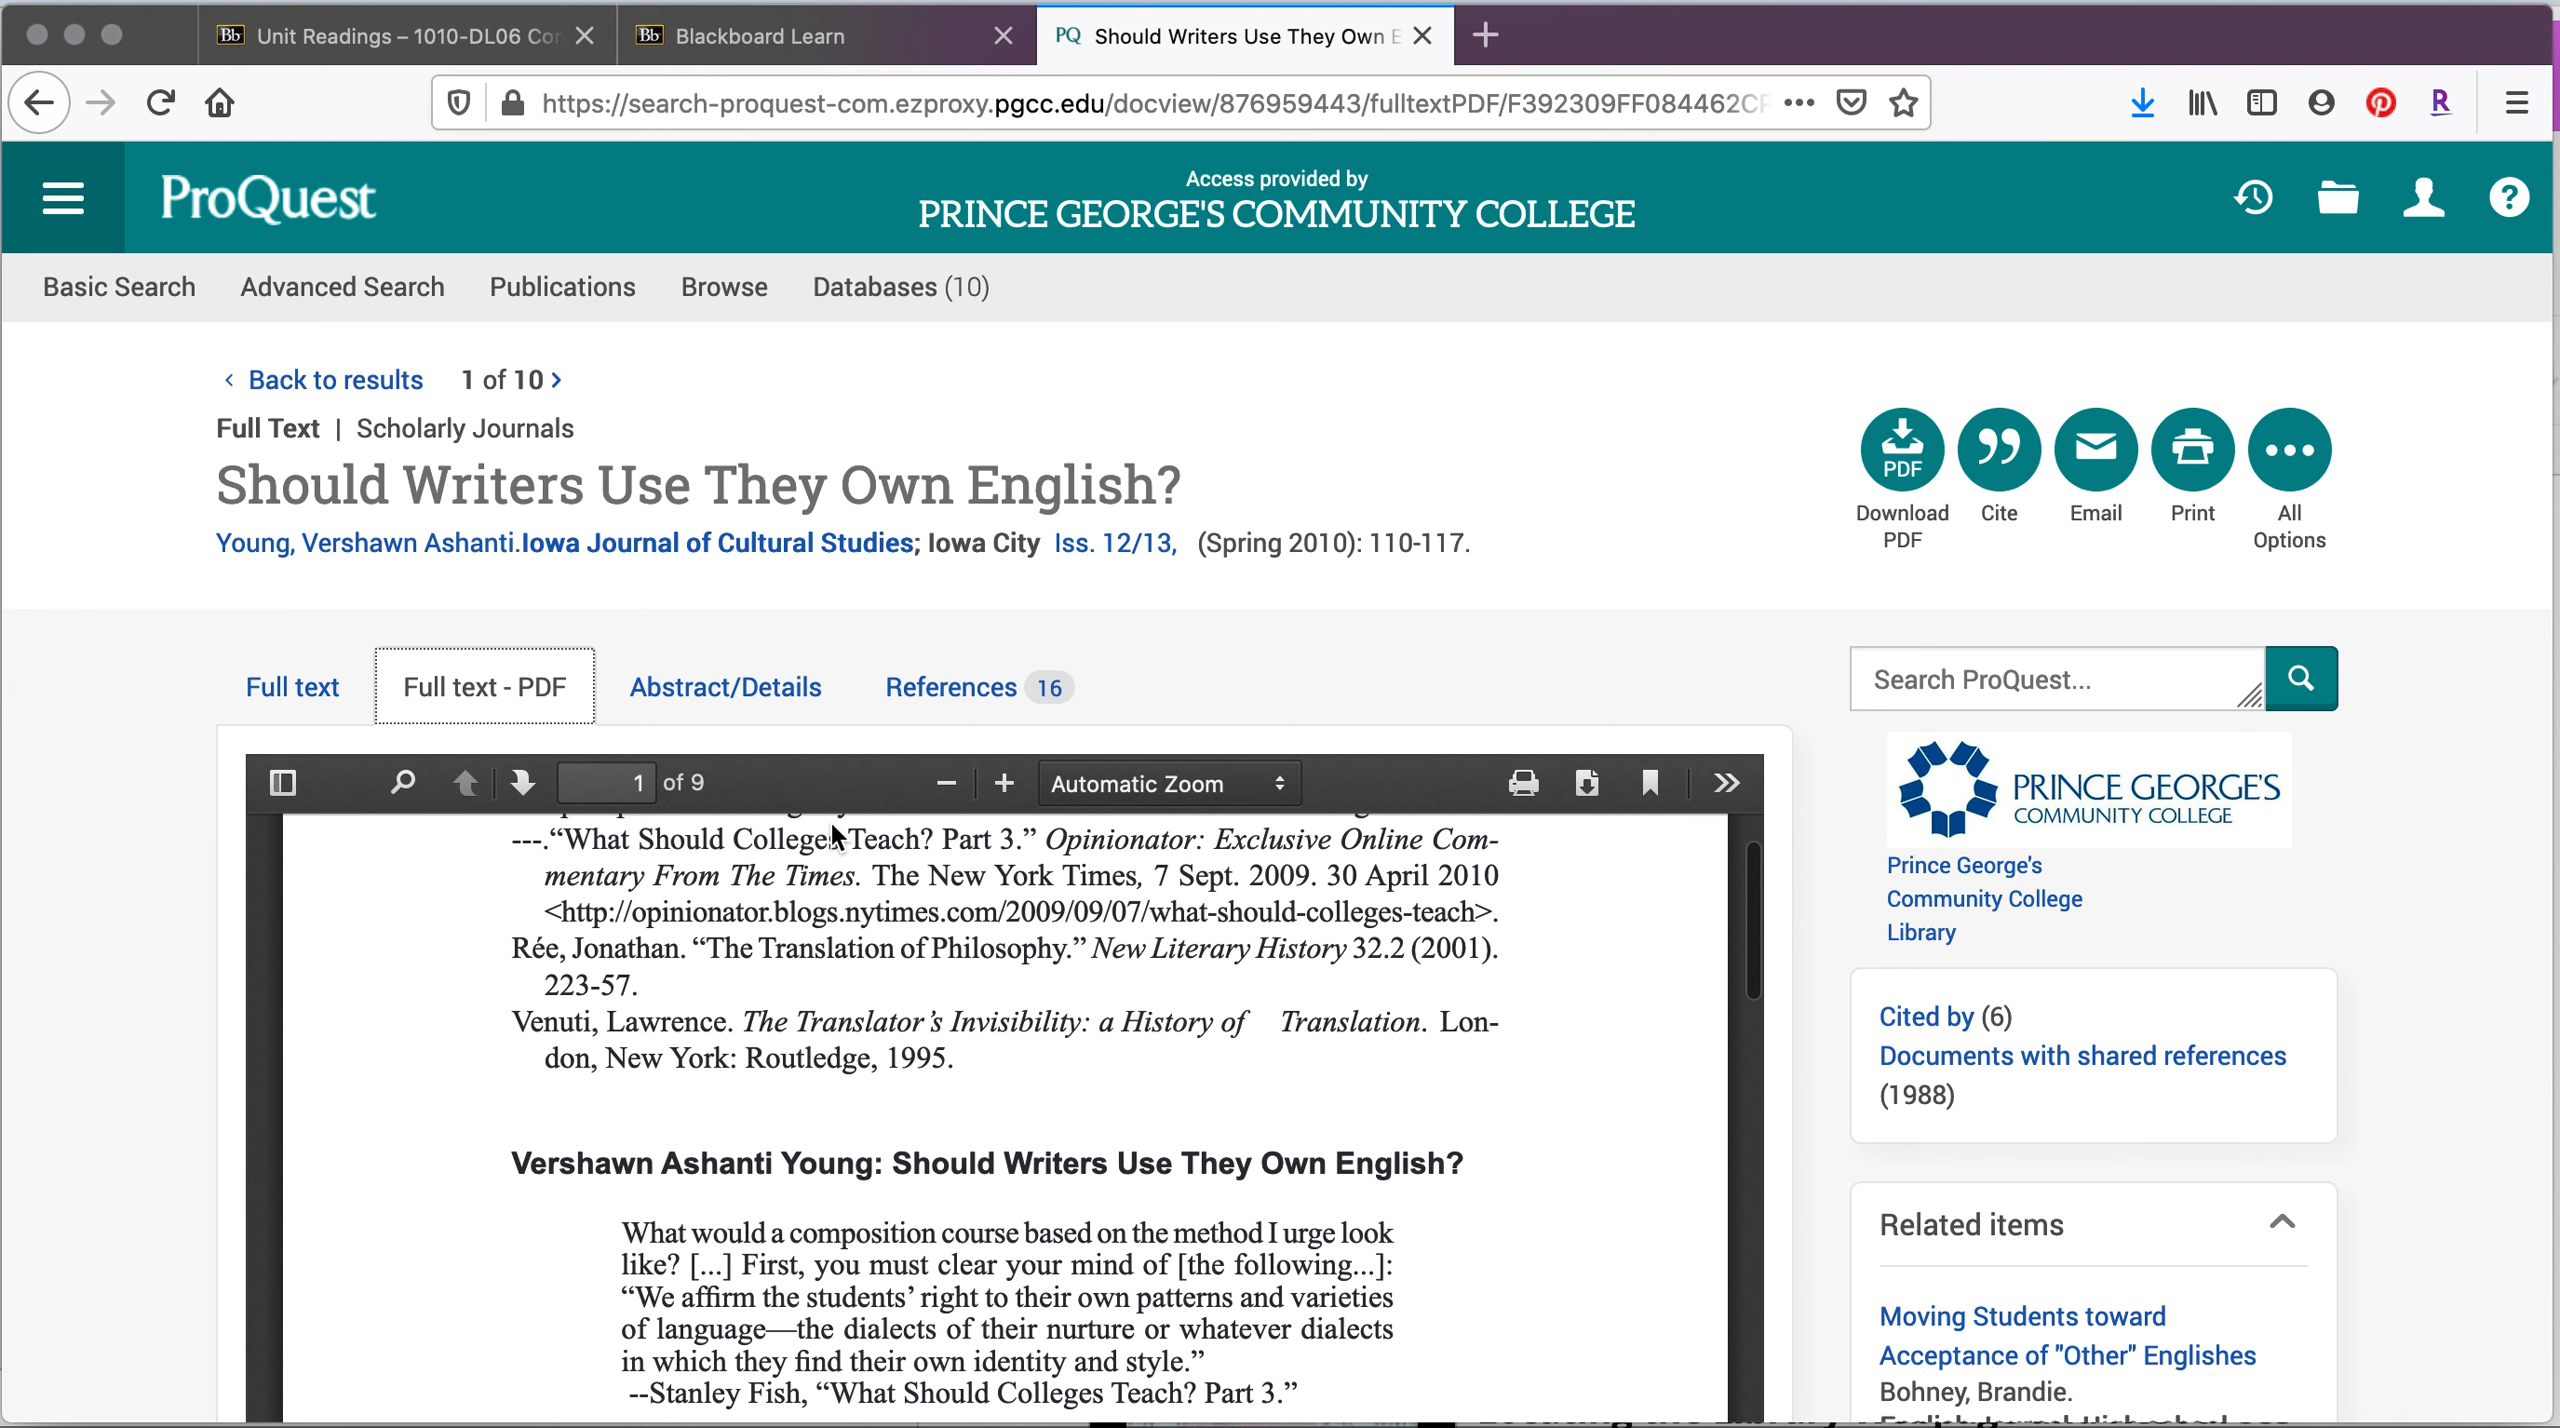 Unit Readings – 1010-DL06 Con
Blackboard Learn
Should Writers Use They Own E
https://search-proquest-com.ezproxy.pgcc.edu/docview/876959443/fulltextPDF/F392309FF084462CF
ProQuest
Access provided by
PRINCE GEORGE'S COMMUNITY COLLEGE
Basic Search Advanced Search Publications Browse Databases (10)
‹ Back to results 1 of 10 ›
Full Text | Scholarly Journals
Should Writers Use They Own English?
Young, Vershawn Ashanti.Iowa Journal of Cultural Studies; Iowa City Iss. 12/13, (Spring 2010): 110-117.
PDF
Download PDF
Cite
Email
Print
All Options
Full text
Full text - PDF
Abstract/Details
References 16
1 of 9
Automatic Zoom
---.“What Should Colleges Teach? Part 3.” Opinionator: Exclusive Online Com-
mentary From The Times. The New York Times, 7 Sept. 2009. 30 April 2010
<http://opinionator.blogs.nytimes.com/2009/09/07/what-should-colleges-teach>.
Rée, Jonathan. “The Translation of Philosophy.” New Literary History 32.2 (2001).
223-57.
Venuti, Lawrence. The Translator’s Invisibility: a History of Translation. Lon-
don, New York: Routledge, 1995.
Vershawn Ashanti Young: Should Writers Use They Own English?
What would a composition course based on the method I urge look
like? [...] First, you must clear your mind of [the following...]:
“We affirm the students’ right to their own patterns and varieties
of language—the dialects of their nurture or whatever dialects
in which they find their own identity and style.”
--Stanley Fish, “What Should Colleges Teach? Part 3.”
Search ProQuest...
PRINCE GEORGE'S
COMMUNITY COLLEGE
Prince George's
Community College
Library
Cited by (6)
Documents with shared references
(1988)
Related items
Moving Students toward
Acceptance of "Other" Englishes
Bohney, Brandie.